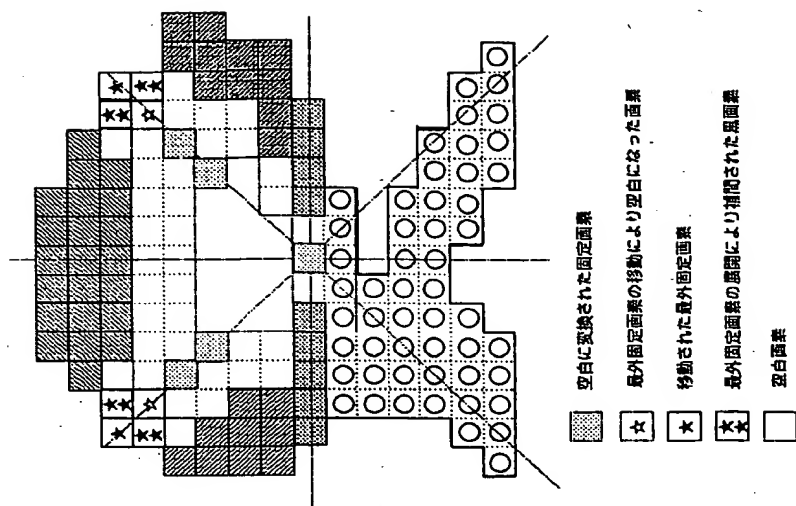 空白に変換された固定画素
最外固定画素の移動により空白になった画素
移動された最外固定画素
最外固定画素の展開により補間された黒画素
空白画素